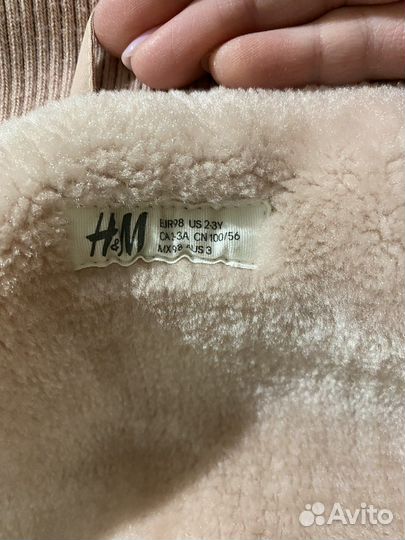 H&M
EUR98 US 2-3Y
CA 2-3A CN 100/56
MX98 AUS 3
Avito